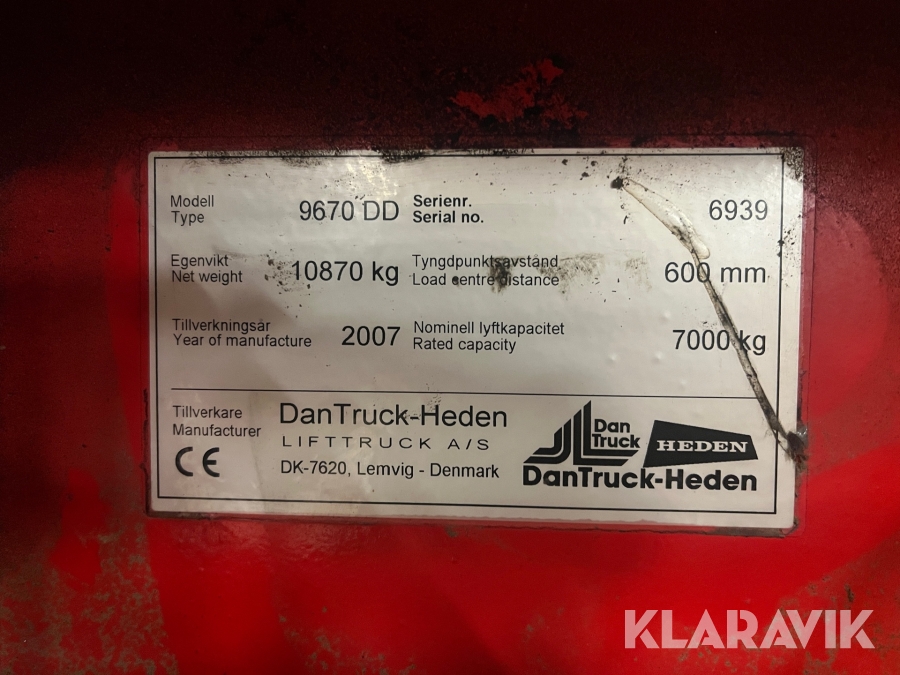 Modell 9670 DD Serienr. 6939
Type Serial no.
Egenvikt 10870 kg Tyngdpunktsavstand 600 mm
Net weight Load centre distance
Tillverkningsår 2007 Nominell lyftkapacitet 7000 kg
Year of manufacture Rated capacity
Tillverkare DanTruck-Heden
Manufacturer LIFTTRUCK A/S
CE DK-7620, Lemvig - Denmark
Dan
Truck HEDEN
DanTruck-Heden
KLARAVIK